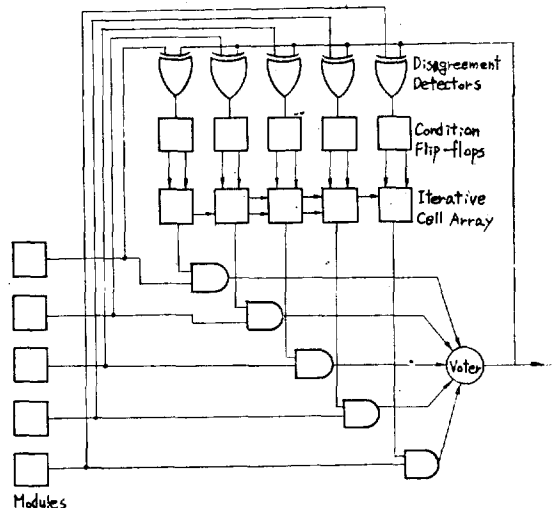 Disagreement
Detectors
Condition
Flip-flops
Iterative
Cell Array
Voter
Modules